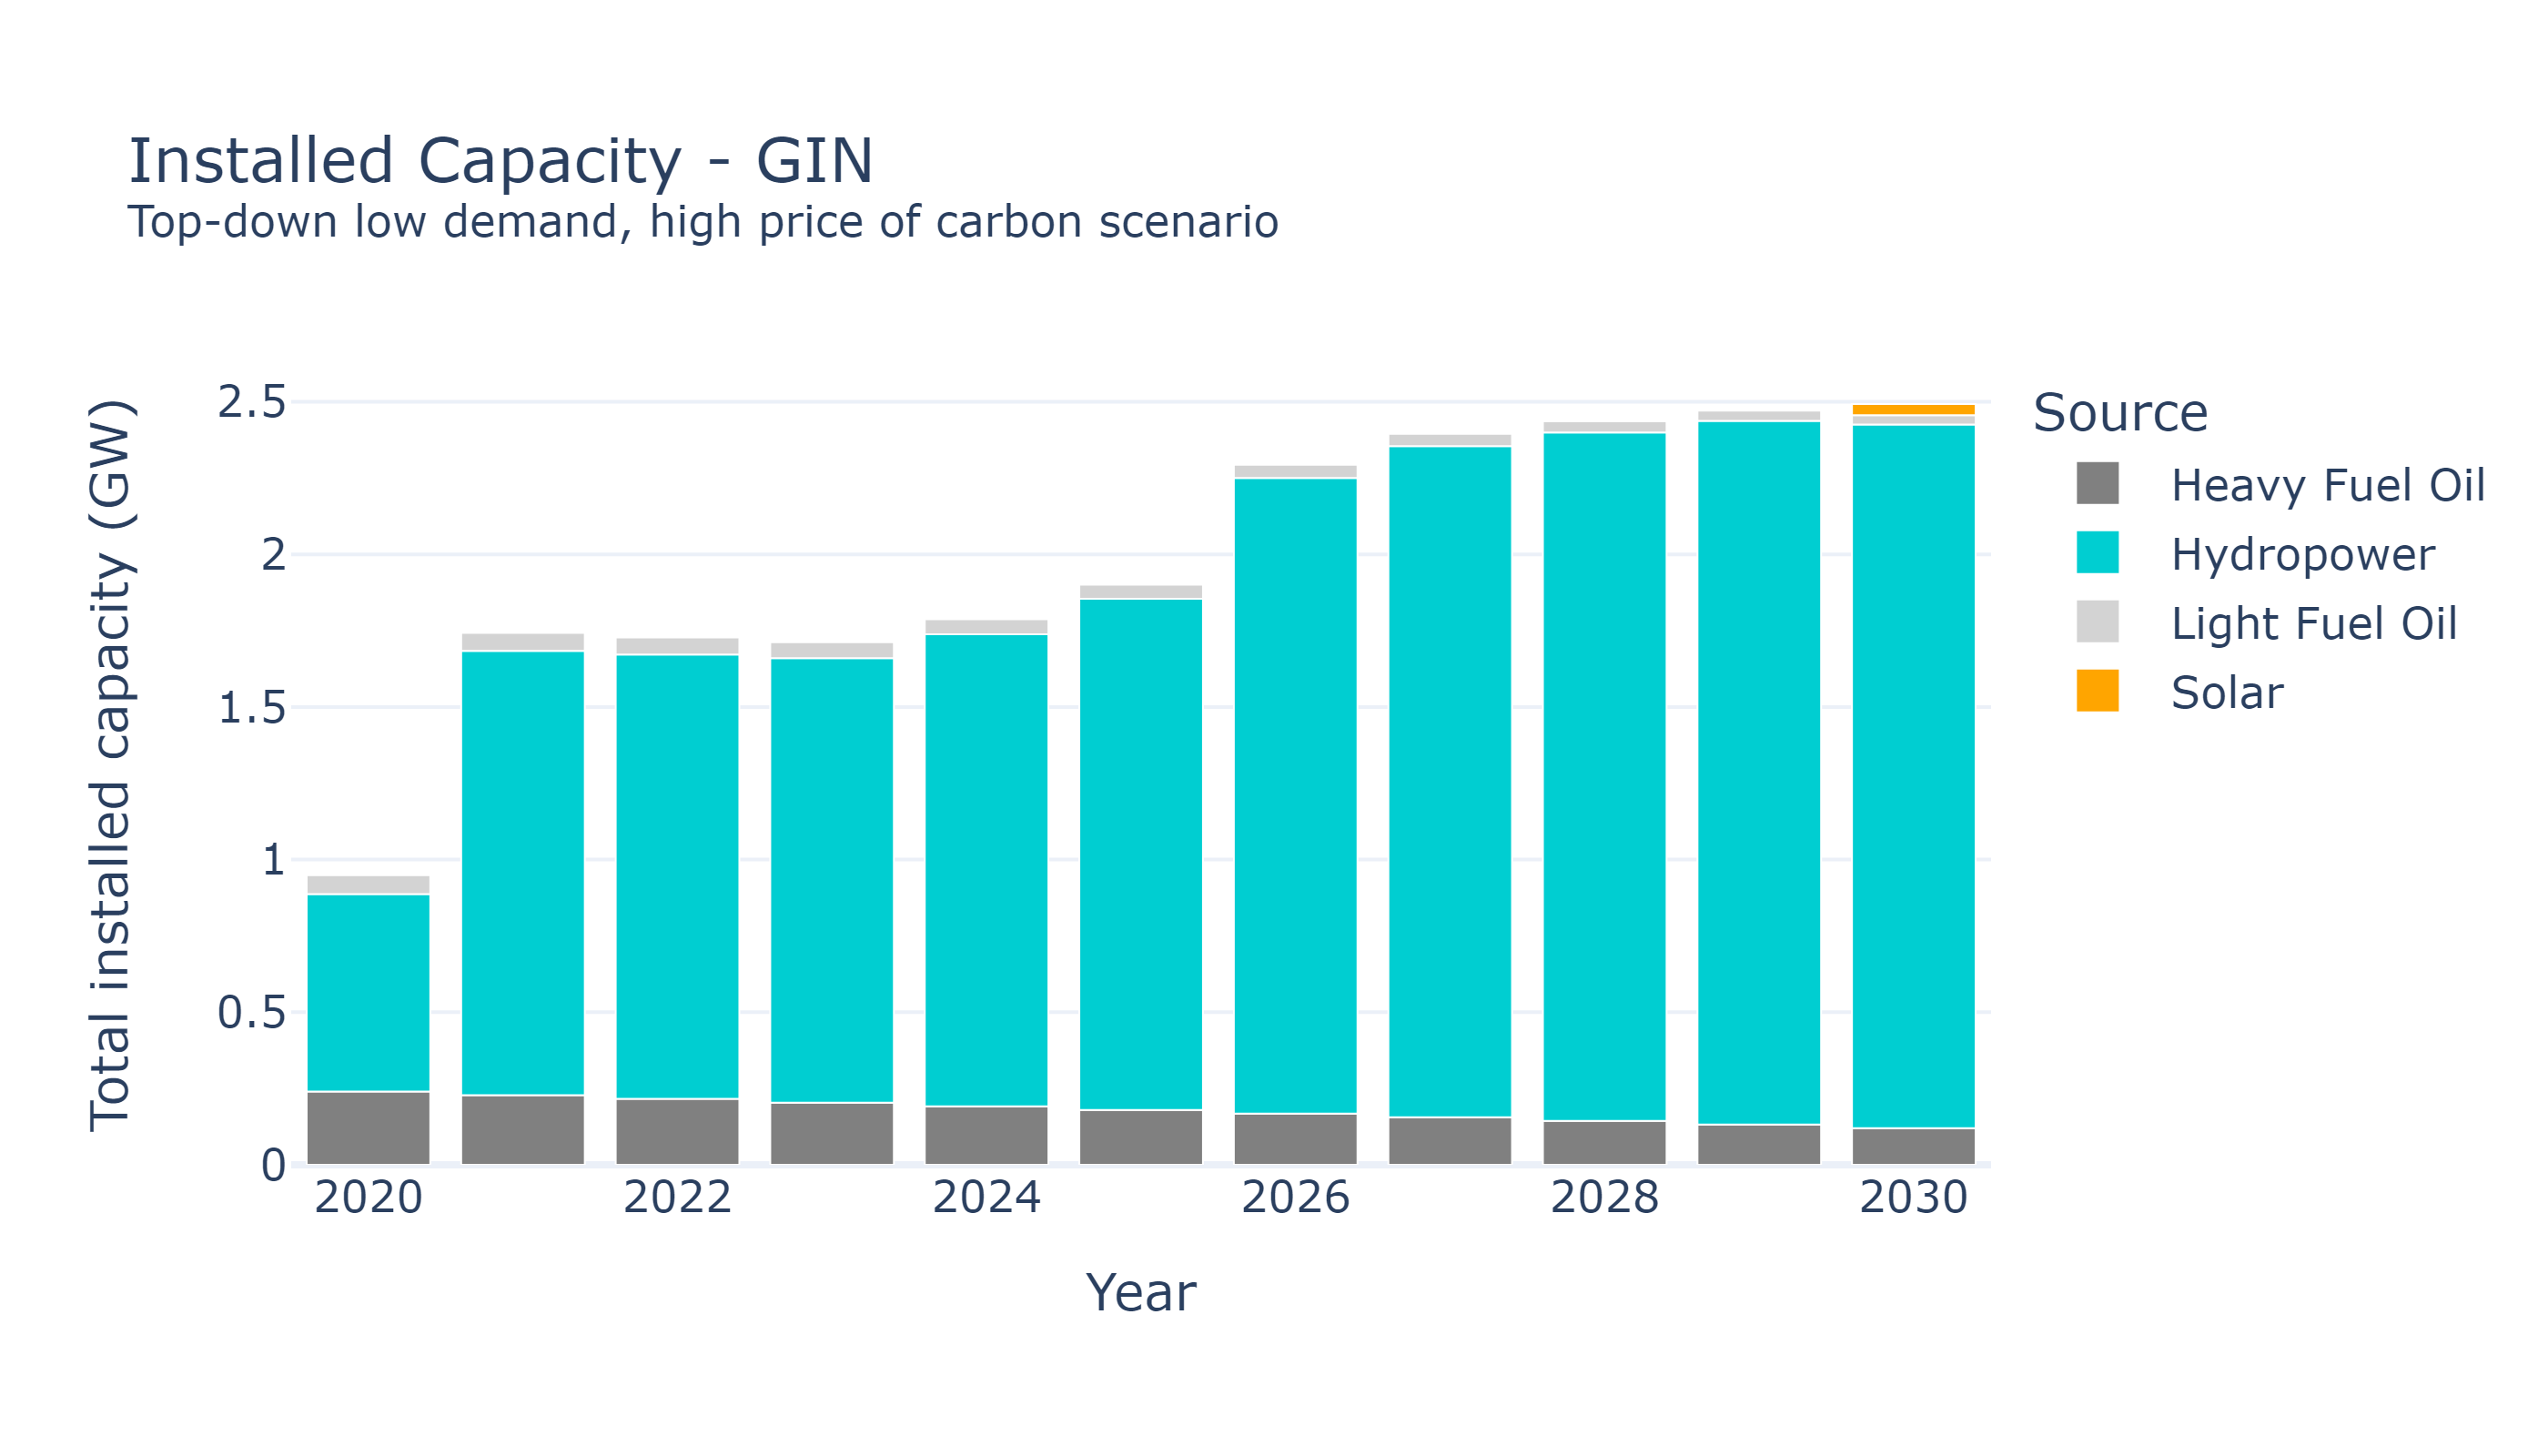 Installed Capacity - GIN
Top-down low demand, high price of carbon scenario
Total installed capacity (GW)
2.5
2
1.5
1
0.5
0
2020 2022 2024 2026 2028 2030
Year
Source
Heavy Fuel Oil
Hydropower
Light Fuel Oil
Solar